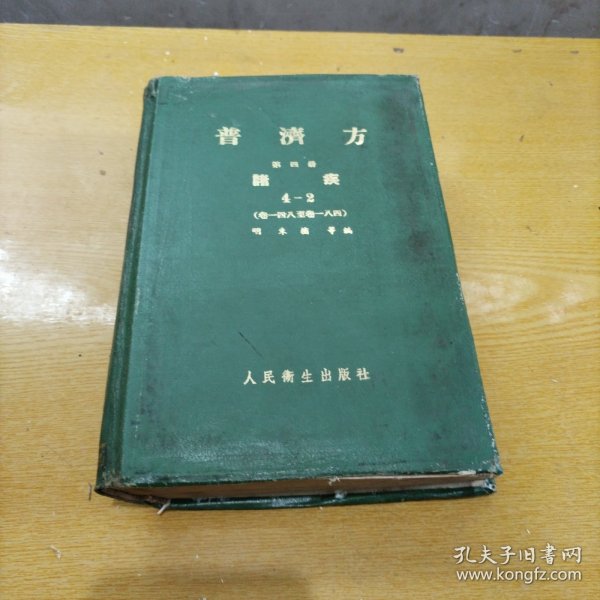 普濟方
第四册
諸疾
4-2
(卷一四八至卷一八四)
明 朱橚 等編
人民衛生出版社
孔夫子旧书网
www.kongfz.com